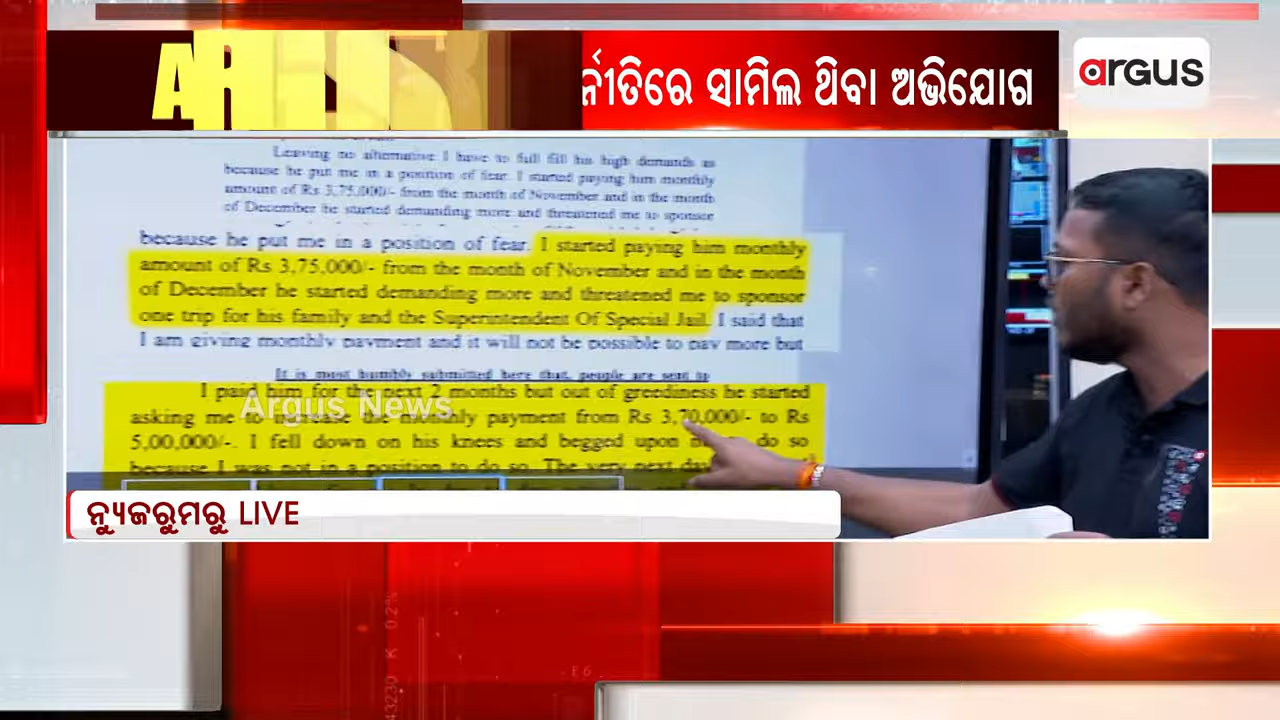 ର୍ନୀତିରେ ସାମିଲ ଥିବା ଅଭିଯୋଗ
argus
Leaving no alternative I have to full fill his high demands as
because he put me in a position of fear. I started paying him monthly
amount of Rs 3,75,000/- from the month of November and in the month
of December he started demanding more and threatened me to sponsor
because he put me in a position of fear. I started paying him monthly
amount of Rs 3,75,000/- from the month of November and in the month
of December he started demanding more and threatened me to sponsor
one trip for his family and the Superintendent Of Special Jail. I said that
I am giving monthly payment and it will not be possible to pay more but
It is most humbly submitted here that, people are sent to
I paid him for the next 2 months but out of greediness he started
asking me to increase the monthly payment from Rs 3,70,000/- to Rs
5,00,000/-. I fell down on his knees and begged upon do so
because I was not in a position to do so. The very next
Argus News
ନ୍ୟୁଜରୁମରୁ LIVE